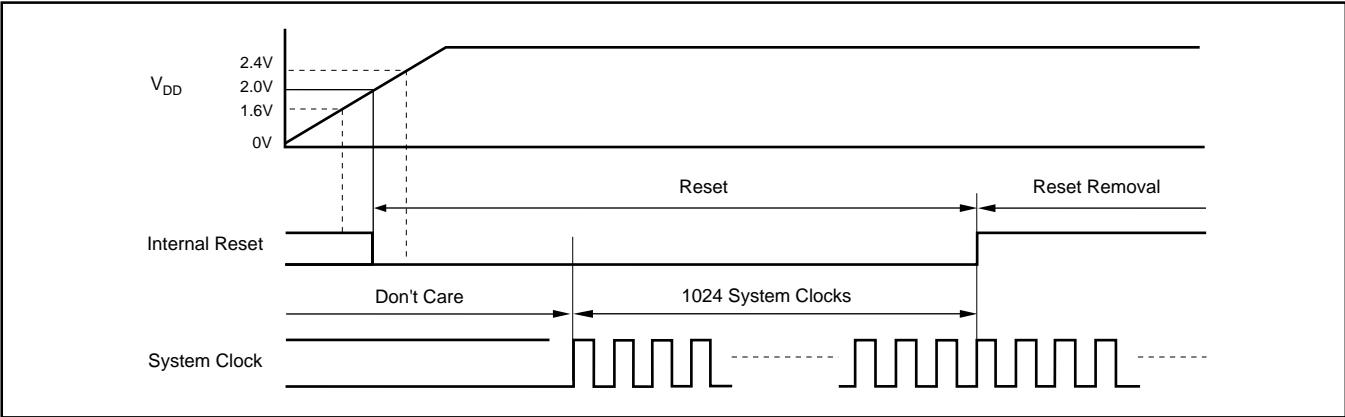 2.4V
V_DD
2.0V
1.6V
0V
Reset
Reset Removal
Internal Reset
Don't Care
1024 System Clocks
System Clock